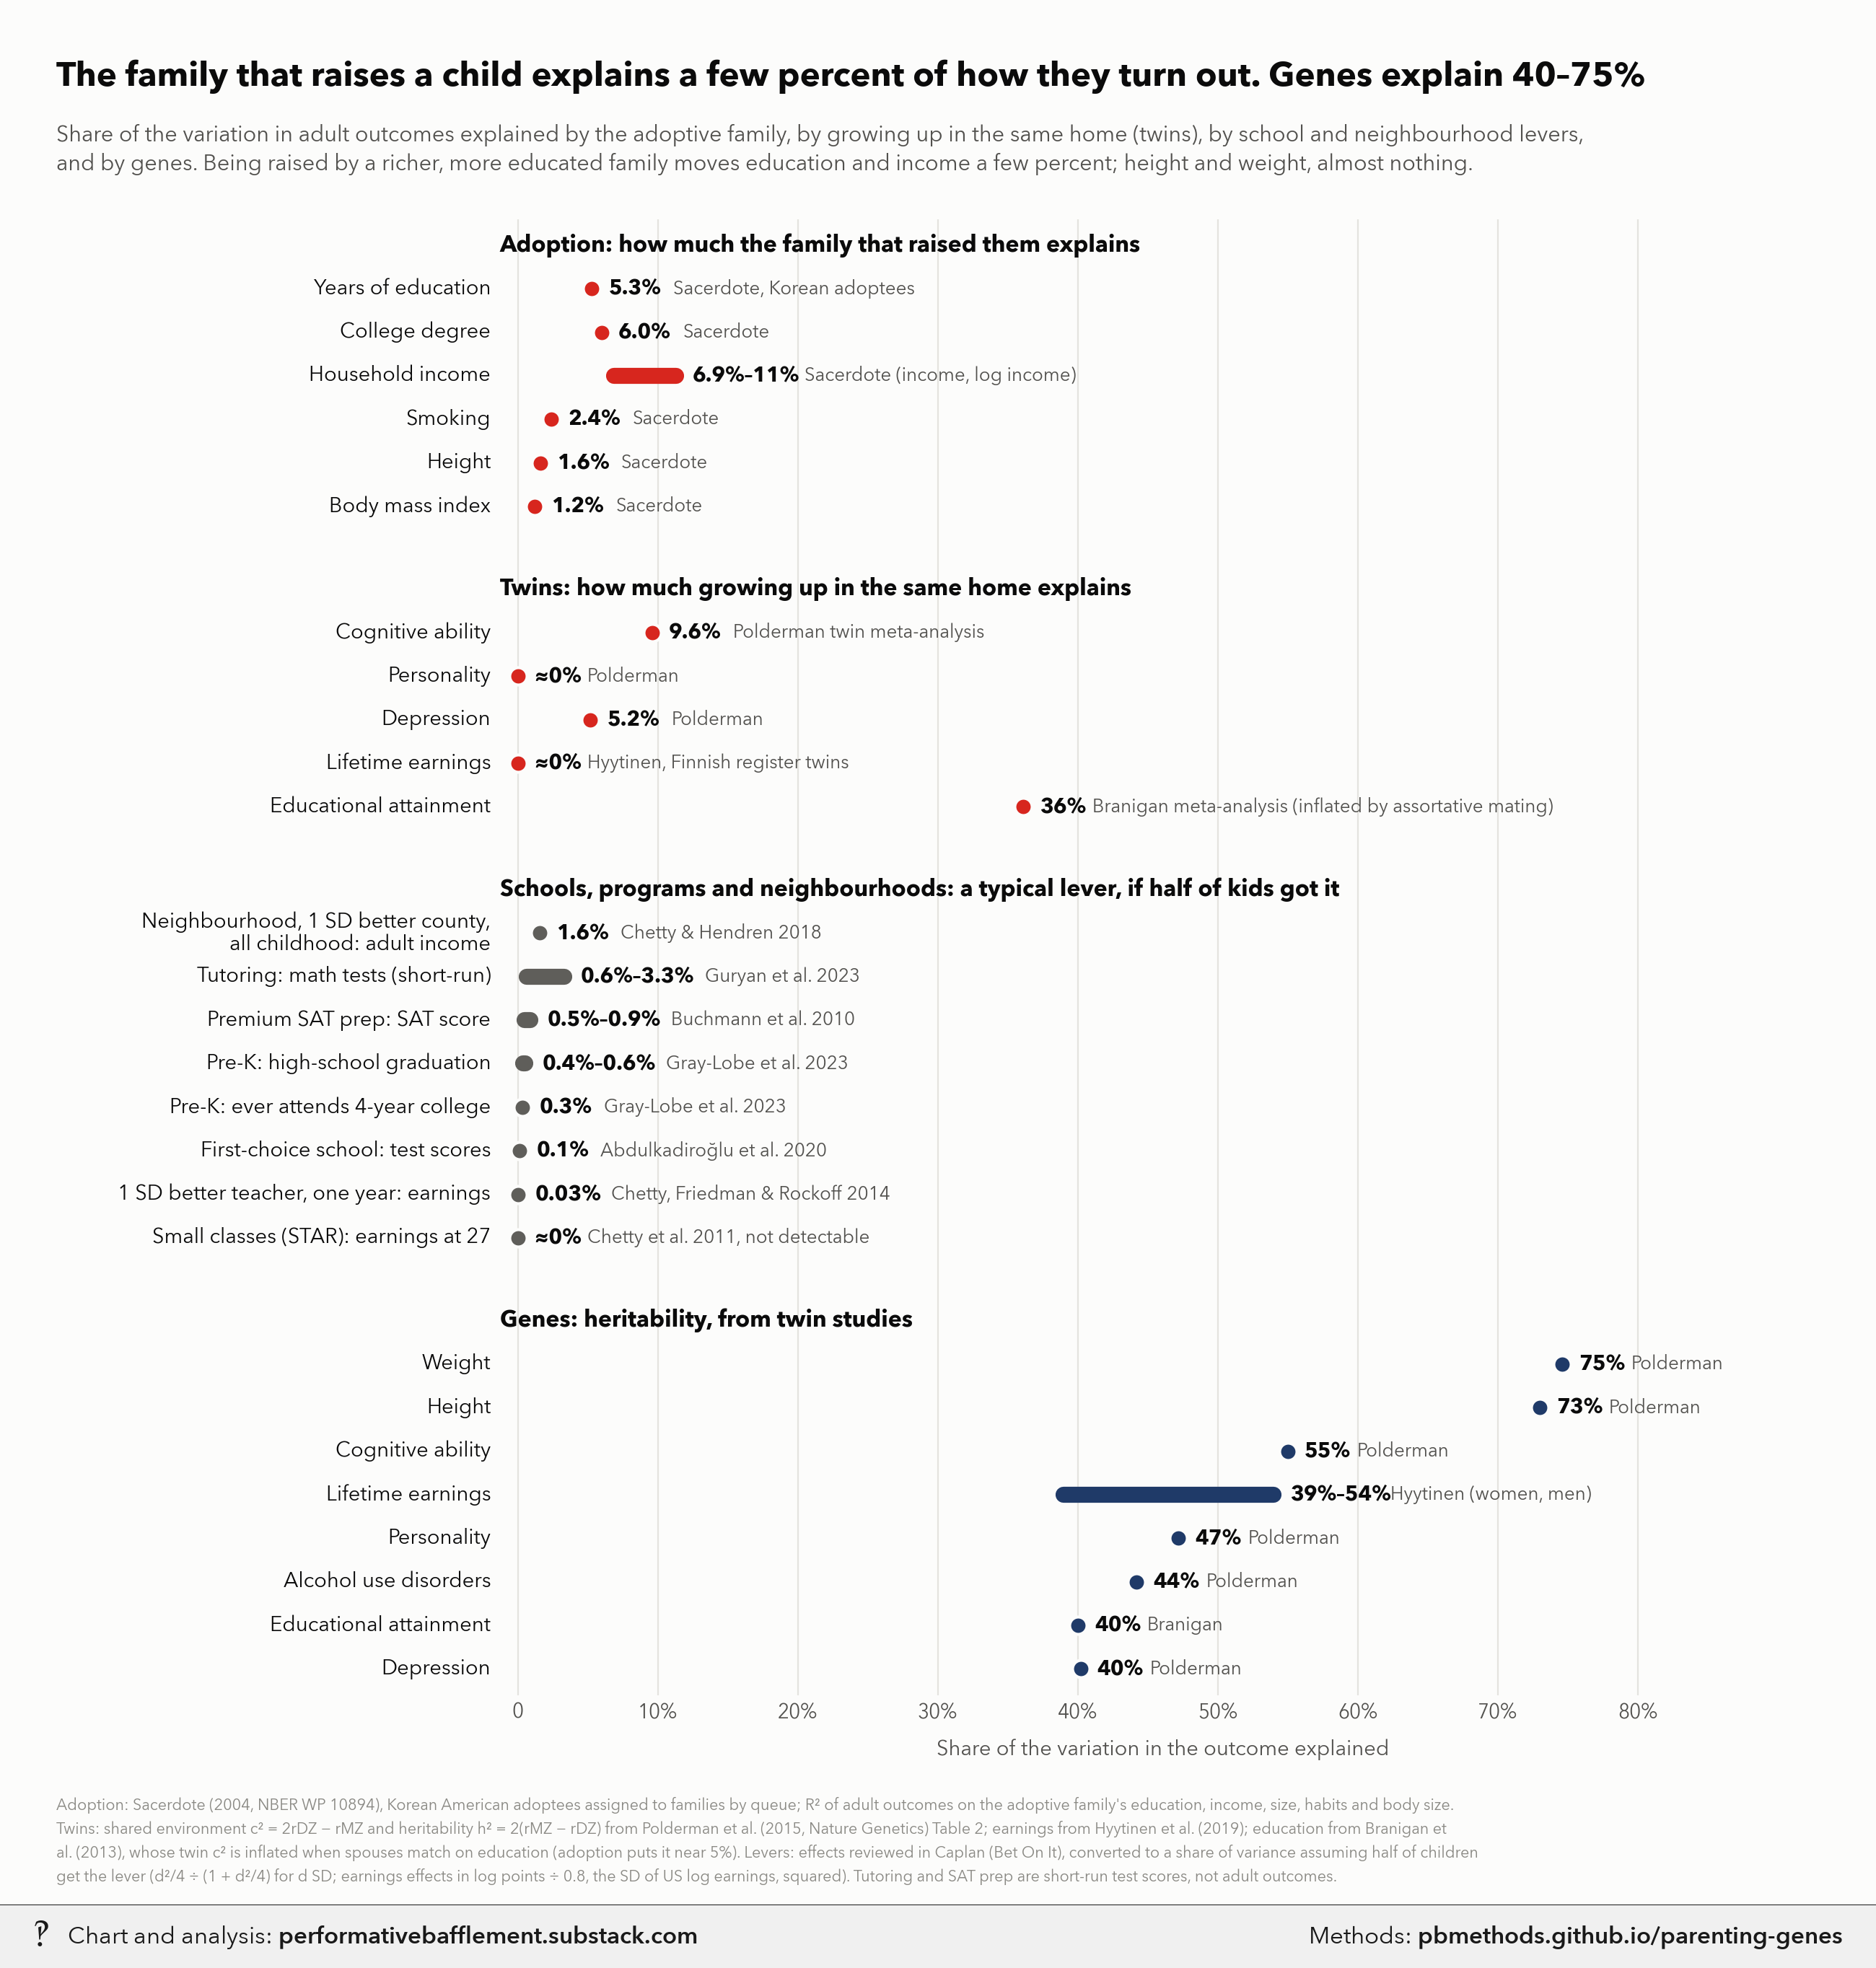 The family that raises a child explains a few percent of how they turn out. Genes explain 40–75%
Share of the variation in adult outcomes explained by the adoptive family, by growing up in the same home (twins), by school and neighbourhood levers,
and by genes. Being raised by a richer, more educated family moves education and income a few percent; height and weight, almost nothing.
Adoption: how much the family that raised them explains
Years of education 5.3% Sacerdote, Korean adoptees
College degree 6.0% Sacerdote
Household income 6.9%–11% Sacerdote (income, log income)
Smoking 2.4% Sacerdote
Height 1.6% Sacerdote
Body mass index 1.2% Sacerdote
Twins: how much growing up in the same home explains
Cognitive ability 9.6% Polderman twin meta-analysis
Personality ≈0% Polderman
Depression 5.2% Polderman
Lifetime earnings ≈0% Hyytinen, Finnish register twins
Educational attainment 36% Branigan meta-analysis (inflated by assortative mating)
Schools, programs and neighbourhoods: a typical lever, if half of kids got it
Neighbourhood, 1 SD better county,
all childhood: adult income 1.6% Chetty & Hendren 2018
Tutoring: math tests (short-run) 0.6%–3.3% Guryan et al. 2023
Premium SAT prep: SAT score 0.5%–0.9% Buchmann et al. 2010
Pre-K: high-school graduation 0.4%–0.6% Gray-Lobe et al. 2023
Pre-K: ever attends 4-year college 0.3% Gray-Lobe et al. 2023
First-choice school: test scores 0.1% Abdulkadiroğlu et al. 2020
1 SD better teacher, one year: earnings 0.03% Chetty, Friedman & Rockoff 2014
Small classes (STAR): earnings at 27 ≈0% Chetty et al. 2011, not detectable
Genes: heritability, from twin studies
Weight 75% Polderman
Height 73% Polderman
Cognitive ability 55% Polderman
Lifetime earnings 39%–54% Hyytinen (women, men)
Personality 47% Polderman
Alcohol use disorders 44% Polderman
Educational attainment 40% Branigan
Depression 40% Polderman
0 10% 20% 30% 40% 50% 60% 70% 80%
Share of the variation in the outcome explained
Adoption: Sacerdote (2004, NBER WP 10894), Korean American adoptees assigned to families by queue; R² of adult outcomes on the adoptive family's education, income, size, habits and body size.
Twins: shared environment c² = 2rDZ − rMZ and heritability h² = 2(rMZ − rDZ) from Polderman et al. (2015, Nature Genetics) Table 2; earnings from Hyytinen et al. (2019); education from Branigan et
al. (2013), whose twin c² is inflated when spouses match on education (adoption puts it near 5%). Levers: effects reviewed in Caplan (Bet On It), converted to a share of variance assuming half of children
get the lever (d²/4 ÷ (1 + d²/4) for d SD; earnings effects in log points ÷ 0.8, the SD of US log earnings, squared). Tutoring and SAT prep are short-run test scores, not adult outcomes.
‽ Chart and analysis: performativebafflement.substack.com Methods: pbmethods.github.io/parenting-genes